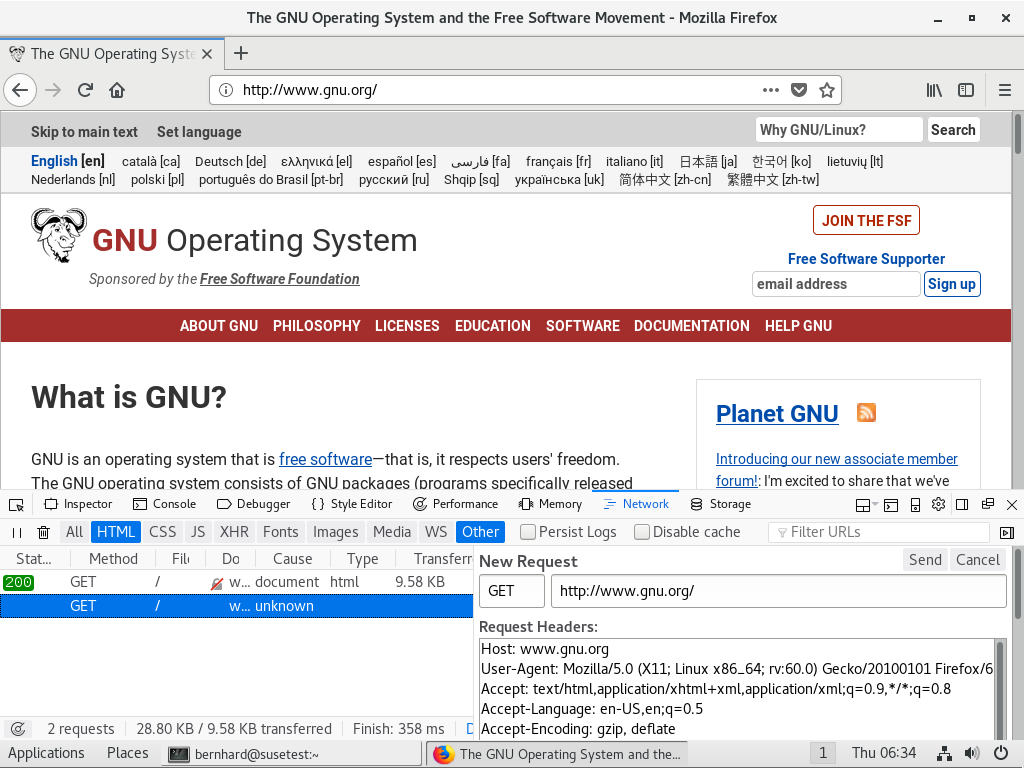 The GNU Operating System and the Free Software Movement - Mozilla Firefox
The GNU Operating Syste
http://www.gnu.org/
Skip to main text Set language Why GNU/Linux? Search
English [en] català [ca] Deutsch [de] ελληνικά [el] español [es] فارسی [fa] français [fr] italiano [it] 日本語 [ja] 한국어 [ko] lietuvių [lt]
Nederlands [nl] polski [pl] português do Brasil [pt-br] русский [ru] Shqip [sq] українська [uk] 简体中文 [zh-cn] 繁體中文 [zh-tw]
JOIN THE FSF
GNU Operating System
Free Software Supporter
Sponsored by the Free Software Foundation
email address Sign up
ABOUT GNU PHILOSOPHY LICENSES EDUCATION SOFTWARE DOCUMENTATION HELP GNU
What is GNU?
GNU is an operating system that is free software—that is, it respects users' freedom.
The GNU operating system consists of GNU packages (programs specifically released
Planet GNU
Introducing our new associate member
forum!: I'm excited to share that we've
Inspector Console Debugger Style Editor Performance Memory Network Storage
All HTML CSS JS XHR Fonts Images Media WS Other Persist Logs Disable cache Filter URLs
Stat... Method File Do Cause Type Transferr
200 GET / w... document html 9.58 KB
GET / w... unknown
New Request Send Cancel
GET http://www.gnu.org/
Request Headers:
Host: www.gnu.org
User-Agent: Mozilla/5.0 (X11; Linux x86_64; rv:60.0) Gecko/20100101 Firefox/6
Accept: text/html,application/xhtml+xml,application/xml;q=0.9,*/*;q=0.8
Accept-Language: en-US,en;q=0.5
Accept-Encoding: gzip, deflate
2 requests 28.80 KB / 9.58 KB transferred Finish: 358 ms
Applications Places bernhard@susetest:~ The GNU Operating System and the... 1 Thu 06:34